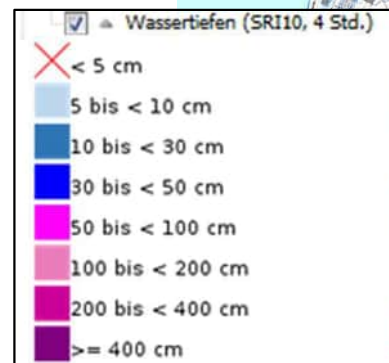 Wassertiefen (SRI10, 4 Std.)
< 5 cm
5 bis < 10 cm
10 bis < 30 cm
30 bis < 50 cm
50 bis < 100 cm
100 bis < 200 cm
200 bis < 400 cm
>= 400 cm